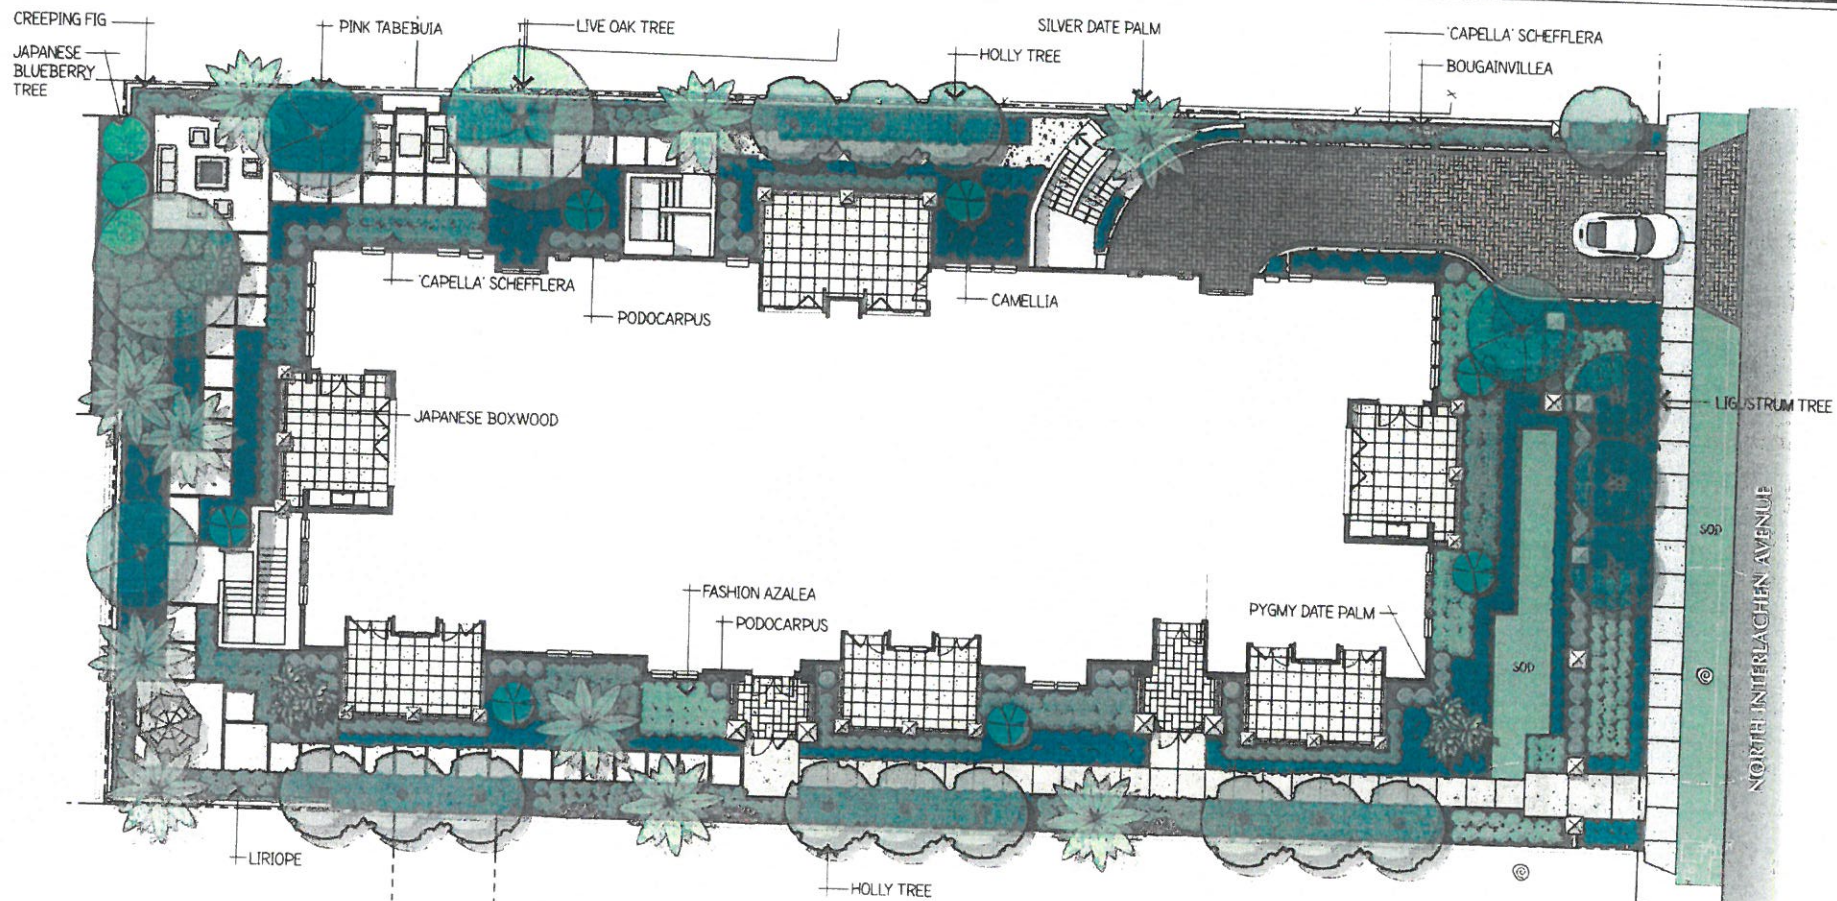 CREEPING FIG
PINK TABEBUIA
LIVE OAK TREE
SILVER DATE PALM
'CAPELLA' SCHEFFLERA
HOLLY TREE
BOUGAINVILLEA
JAPANESE
BLUEBERRY
TREE
'CAPELLA' SCHEFFLERA
PODOCARPUS
CAMELLIA
JAPANESE BOXWOOD
LIGUSTRUM TREE
SOD
NORTH INTERLACHEN AVENUE
FASHION AZALEA
PODOCARPUS
PYGMY DATE PALM
SOD
LIRIOPE
HOLLY TREE